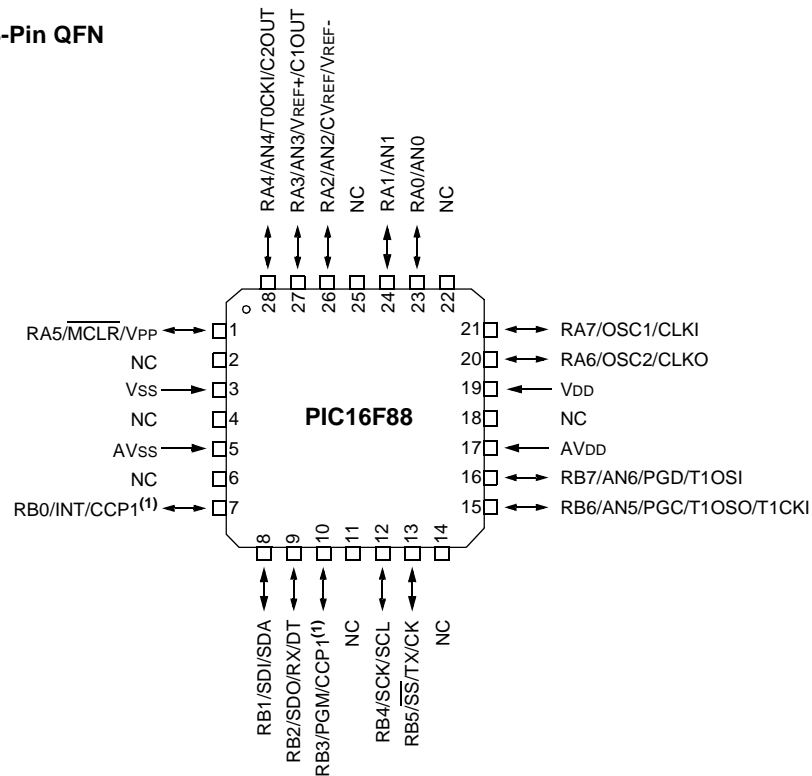 -Pin QFN
RA4/AN4/T0CKI/C2OUT
RA3/AN3/VREF+/C1OUT
RA2/AN2/CVREF/VREF-
NC
RA1/AN1
RA0/AN0
NC
28 27 26 25 24 23 22
RA5/MCLR/VPP 1
NC 2
VSS 3
NC 4
AVSS 5
NC 6
RB0/INT/CCP1(1) 7
PIC16F88
21 RA7/OSC1/CLKI
20 RA6/OSC2/CLKO
19 VDD
18 NC
17 AVDD
16 RB7/AN6/PGD/T1OSI
15 RB6/AN5/PGC/T1OSO/T1CKI
8 9 10 11 12 13 14
RB1/SDI/SDA
RB2/SDO/RX/DT
RB3/PGM/CCP1(1)
NC
RB4/SCK/SCL
RB5/SS/TX/CK
NC